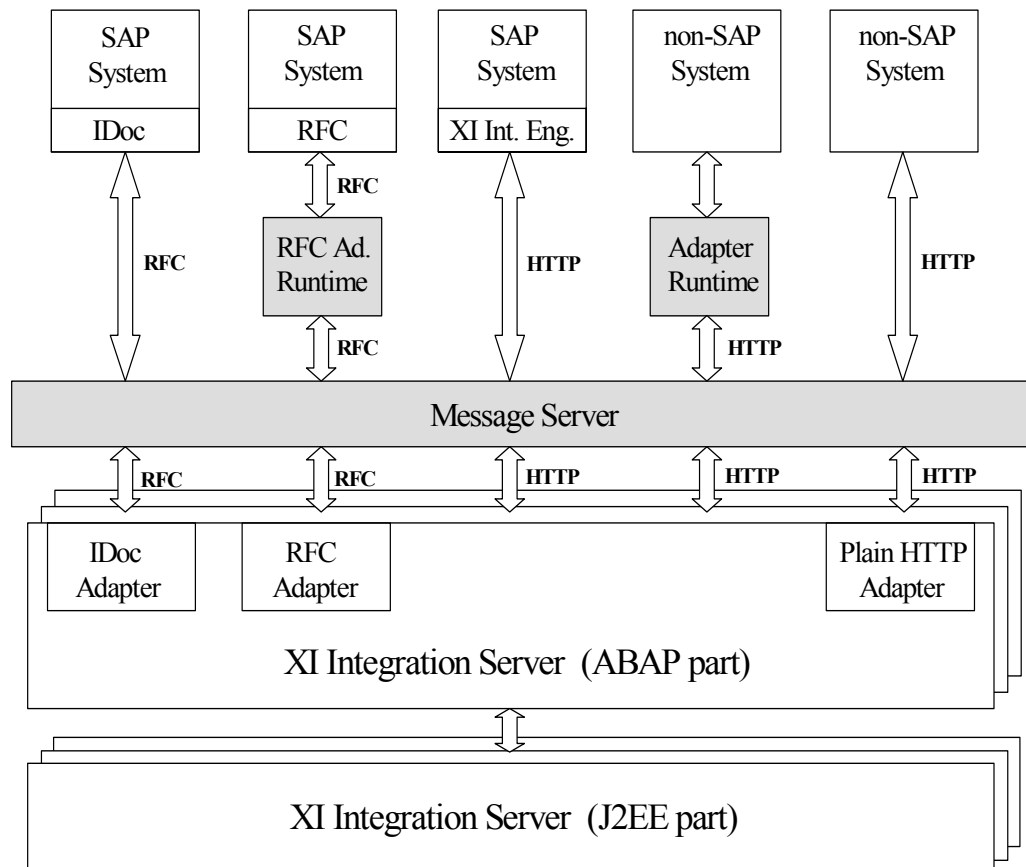 SAP
System
IDoc
SAP
System
RFC
SAP
System
XI Int. Eng.
non-SAP
System
non-SAP
System
RFC
RFC
RFC Ad.
Runtime
RFC
HTTP
Adapter
Runtime
HTTP
HTTP
Message Server
RFC
RFC
HTTP
HTTP
HTTP
IDoc
Adapter
RFC
Adapter
Plain HTTP
Adapter
XI Integration Server (ABAP part)
XI Integration Server (J2EE part)